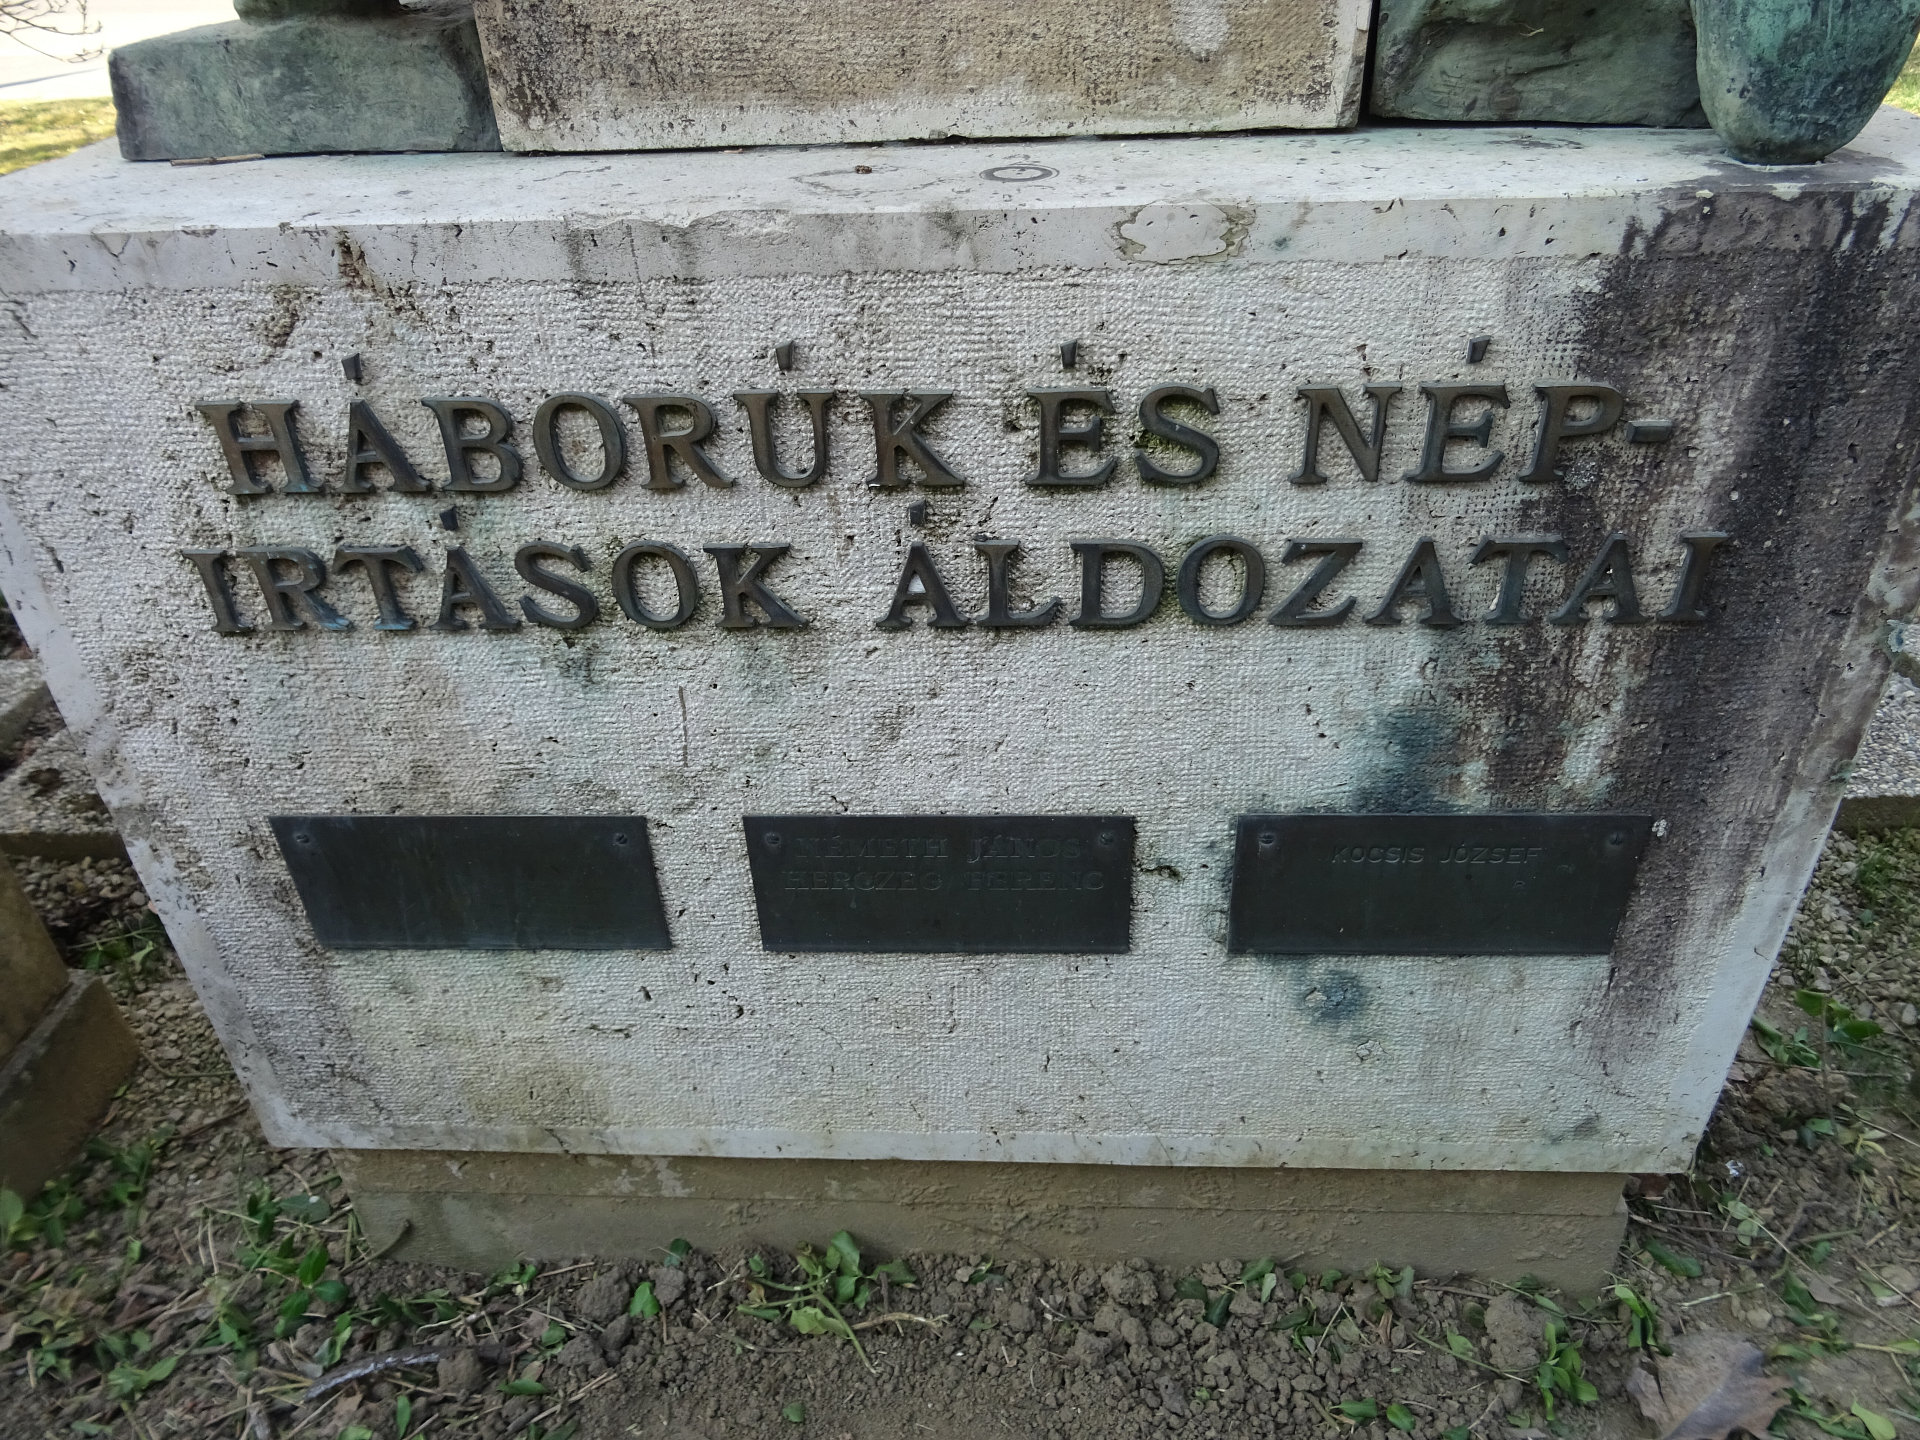 HÁBORÚK ÉS NÉP-
IRTÁSOK ÁLDOZATAI
NÉMETH JÁNOS
HERCZEG FERENC
KOCSIS JÓZSEF